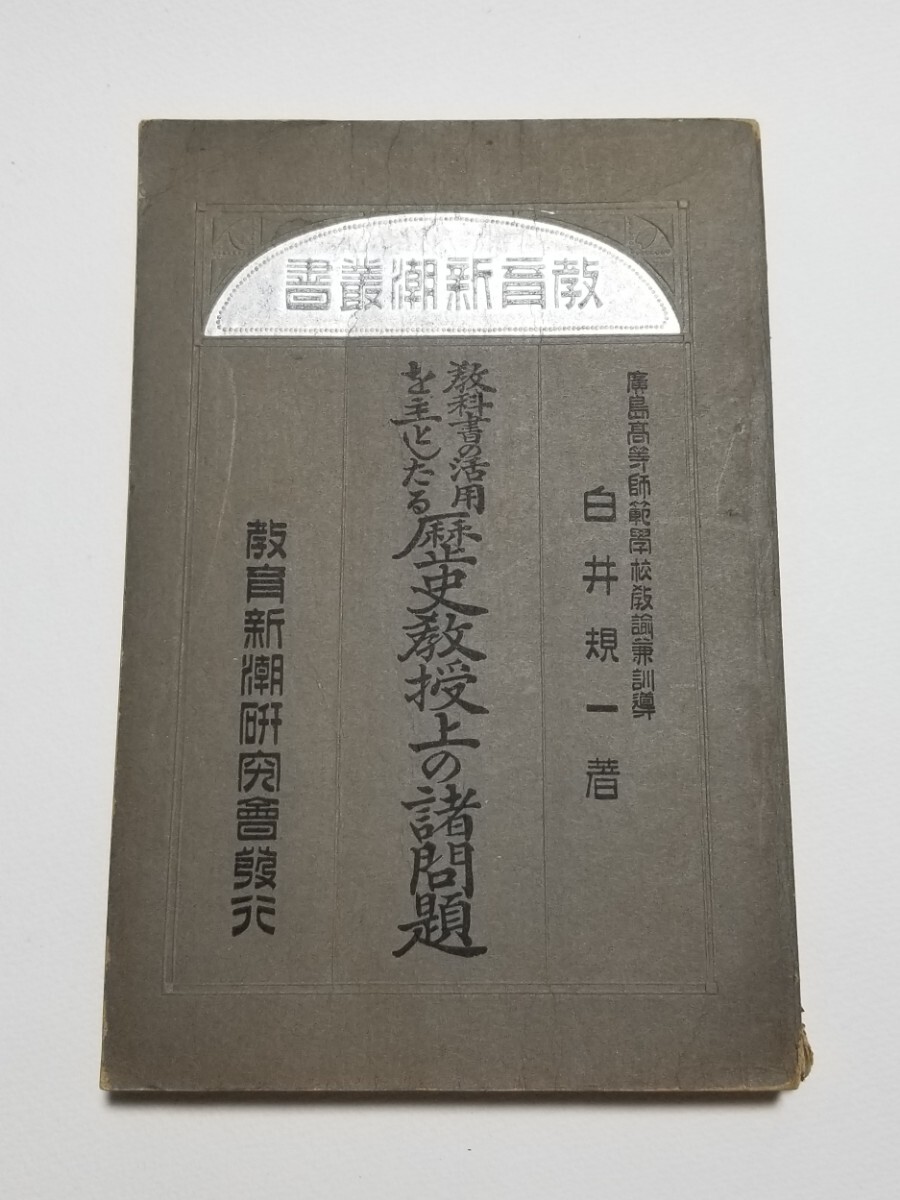 教育新潮叢書
廣島高等師範學校教諭兼訓導
白井規一著
教科書の活用
を主としたる
歴史教授上の諸問題
教育新潮研究會發行